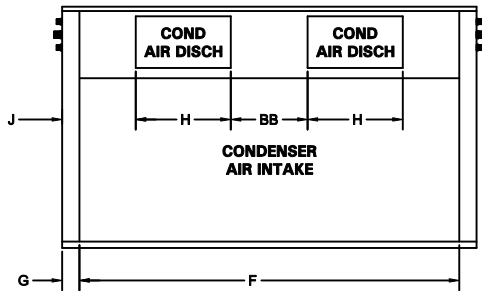 COND
AIR DISCH
COND
AIR DISCH
J
H
BB
H
CONDENSER
AIR INTAKE
G
F